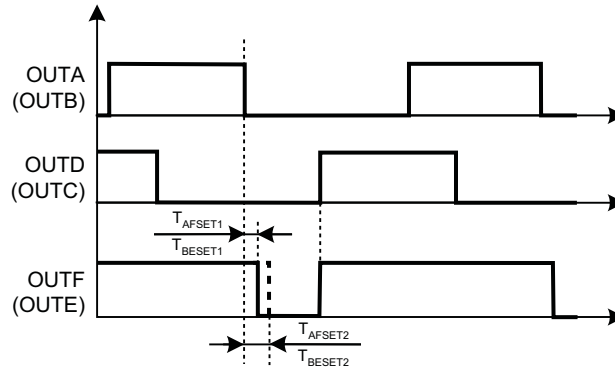 OUTA
(OUTB)
OUTD
(OUTC)
TAFSET1
TBESET1
OUTF
(OUTE)
TAFSET2
TBESET2